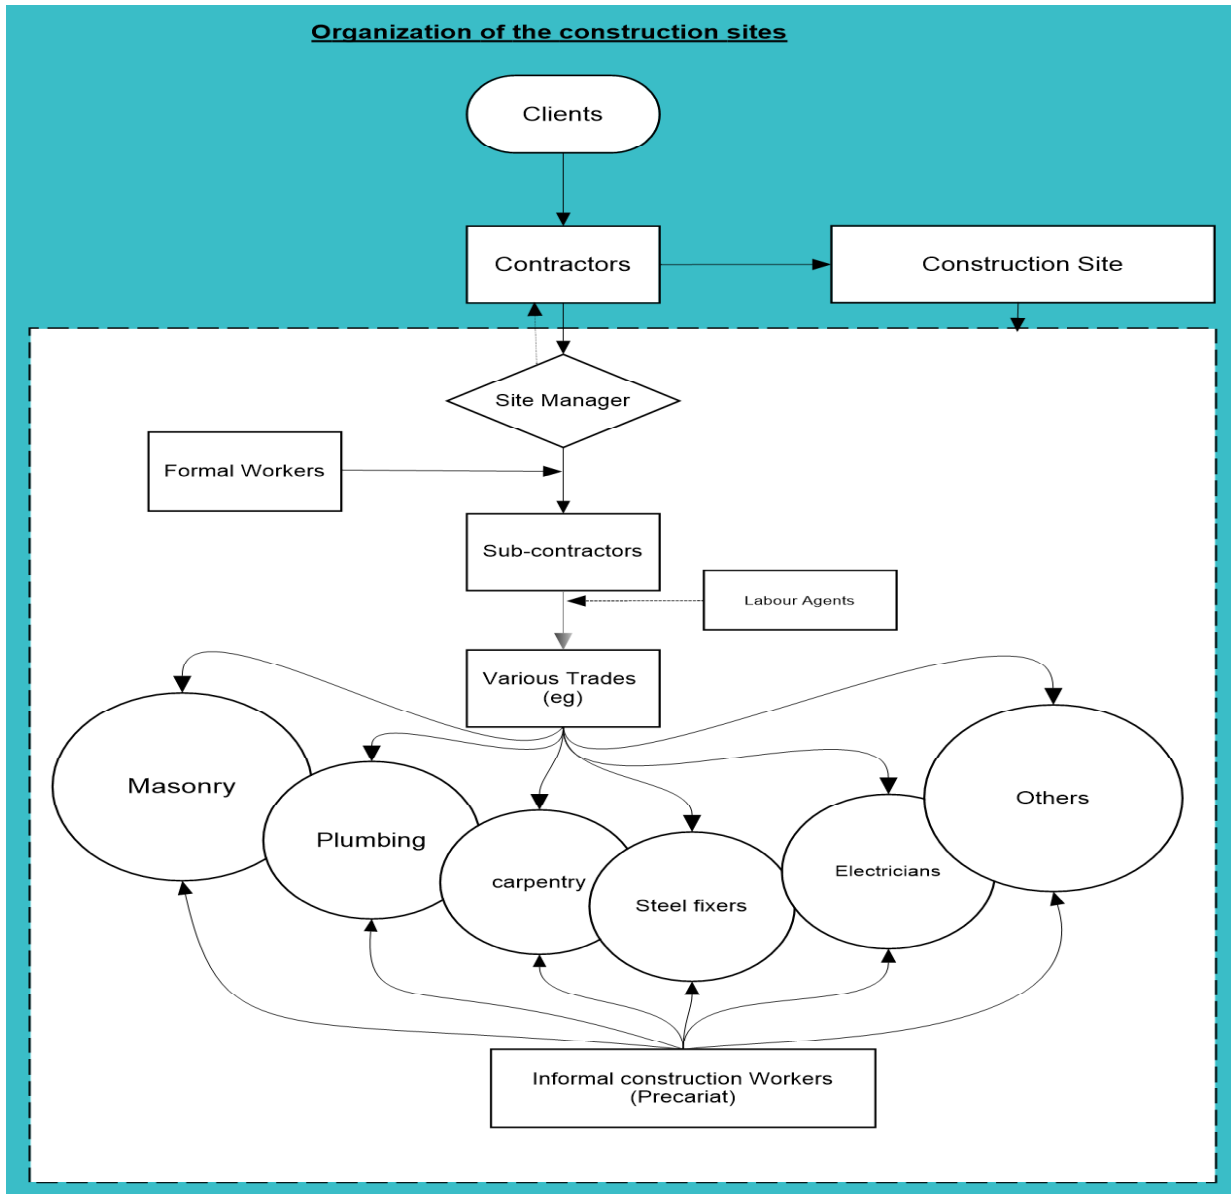 Organization of the construction sites
Clients
Contractors
Construction Site
Site Manager
Formal Workers
Sub-contractors
Labour Agents
Various Trades
(eg)
Masonry
Plumbing
carpentry
Steel fixers
Electricians
Others
Informal construction Workers
(Precariat)